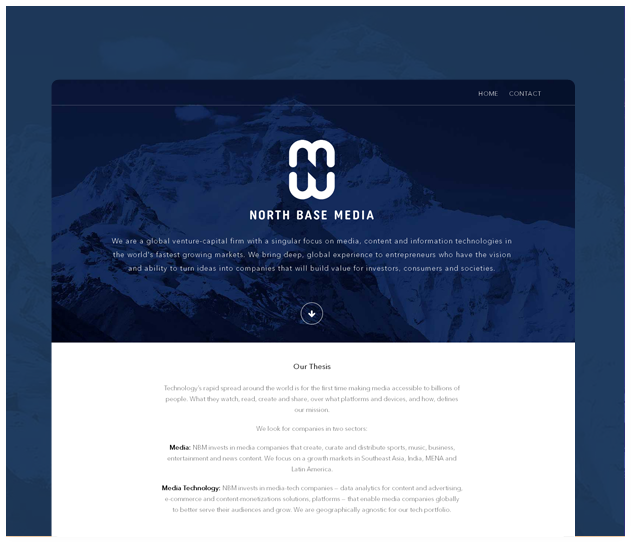 HOME CONTACT
NORTH BASE MEDIA
We are a global venture-capital firm with a singular focus on media, content and information technologies in
the world's fastest growing markets. We bring deep, global experience to entrepreneurs who have the vision
and ability to turn ideas into companies that will build value for investors, consumers and societies.
Our Thesis
Technology's rapid spread around the world is for the first time making media accessible to billions of
people. What they watch, read, create and share, over what platforms and devices, and how, defines
our mission.
We look for companies in two sectors:
Media: NBM invests in media companies that create, curate and distribute sports, music, business,
entertainment and news content. We focus on a growth markets in Southeast Asia, India, MENA and
Latin America.
Media Technology: NBM invests in media-tech companies – data analytics for content and advertising,
e-commerce and content monetizations solutions, platforms – that enable media companies globally
to better serve their audiences and grow. We are geographically agnostic for our tech portfolio.